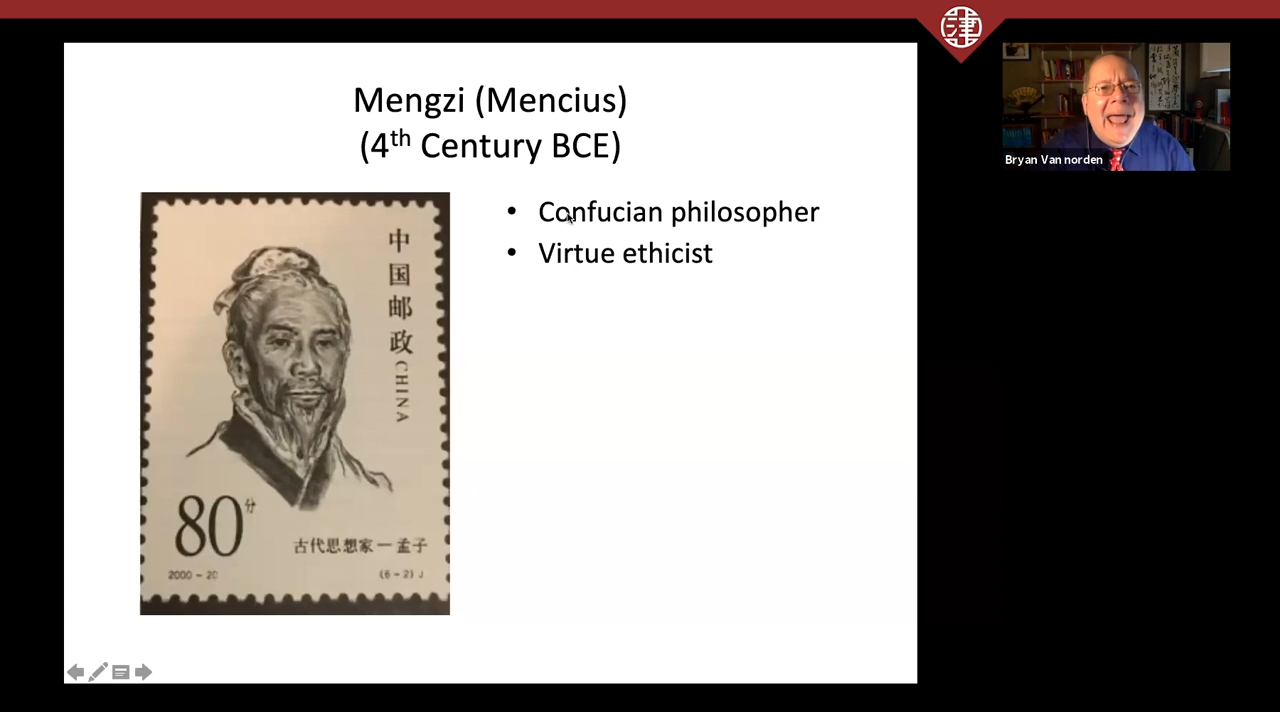 Mengzi (Mencius)
(4th Century BCE)
• Confucian philosopher
• Virtue ethicist
中国邮政 CHINA
80分
古代思想家—孟子
2000-20
(6-2) J
Bryan Van norden